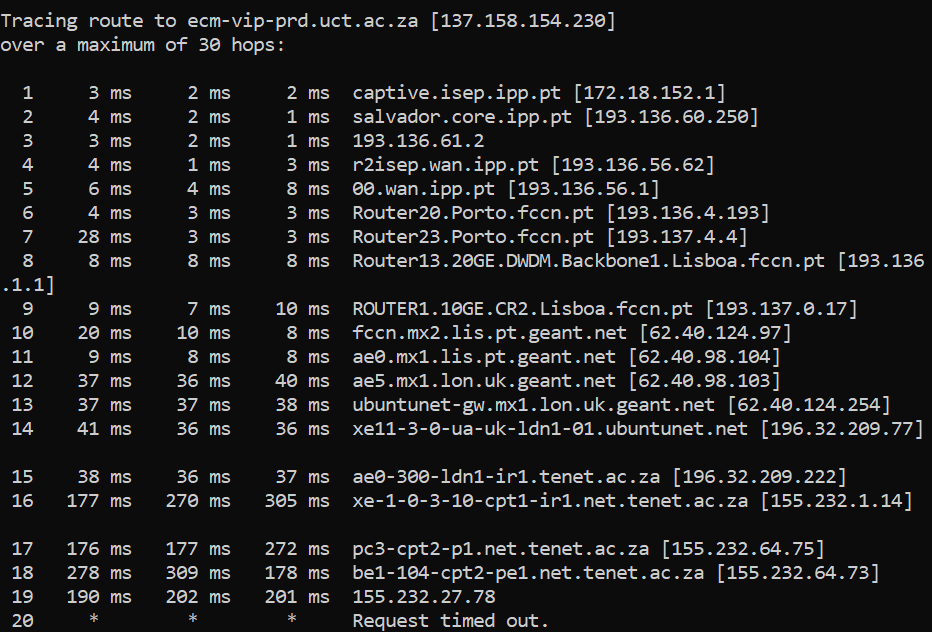 Tracing route to ecm-vip-prd.uct.ac.za [137.158.154.230]
over a maximum of 30 hops:
1 3 ms 2 ms 2 ms captive.isep.ipp.pt [172.18.152.1]
2 4 ms 2 ms 1 ms salvador.core.ipp.pt [193.136.60.250]
3 3 ms 2 ms 1 ms 193.136.61.2
4 4 ms 1 ms 3 ms r2isep.wan.ipp.pt [193.136.56.62]
5 6 ms 4 ms 8 ms 00.wan.ipp.pt [193.136.56.1]
6 4 ms 3 ms 3 ms Router20.Porto.fccn.pt [193.136.4.193]
7 28 ms 3 ms 3 ms Router23.Porto.fccn.pt [193.137.4.4]
8 8 ms 8 ms 8 ms Router13.20GE.DWDM.Backbone1.Lisboa.fccn.pt [193.136
.1.1]
9 9 ms 7 ms 10 ms ROUTER1.10GE.CR2.Lisboa.fccn.pt [193.137.0.17]
10 20 ms 10 ms 8 ms fccn.mx2.lis.pt.geant.net [62.40.124.97]
11 9 ms 8 ms 8 ms ae0.mx1.lis.pt.geant.net [62.40.98.104]
12 37 ms 36 ms 40 ms ae5.mx1.lon.uk.geant.net [62.40.98.103]
13 37 ms 37 ms 38 ms ubuntunet-gw.mx1.lon.uk.geant.net [62.40.124.254]
14 41 ms 36 ms 36 ms xe11-3-0-ua-uk-ldn1-01.ubuntunet.net [196.32.209.77]
15 38 ms 36 ms 37 ms ae0-300-ldn1-ir1.tenet.ac.za [196.32.209.222]
16 177 ms 270 ms 305 ms xe-1-0-3-10-cpt1-ir1.net.tenet.ac.za [155.232.1.14]
17 176 ms 177 ms 272 ms pc3-cpt2-p1.net.tenet.ac.za [155.232.64.75]
18 278 ms 309 ms 178 ms be1-104-cpt2-pe1.net.tenet.ac.za [155.232.64.73]
19 190 ms 202 ms 201 ms 155.232.27.78
20 * * * Request timed out.